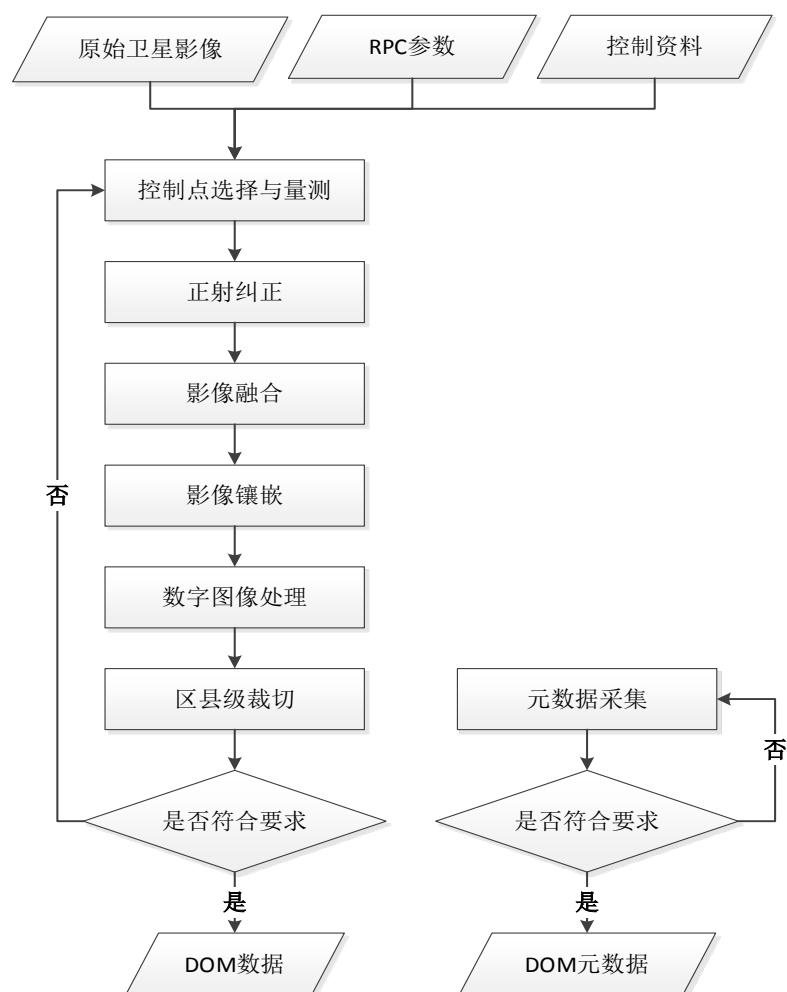 原始卫星影像
RPC参数
控制资料
控制点选择与量测
正射纠正
影像融合
影像镶嵌
否
数字图像处理
区县级裁切
元数据采集
否
是否符合要求
是否符合要求
是
是
DOM数据
DOM元数据